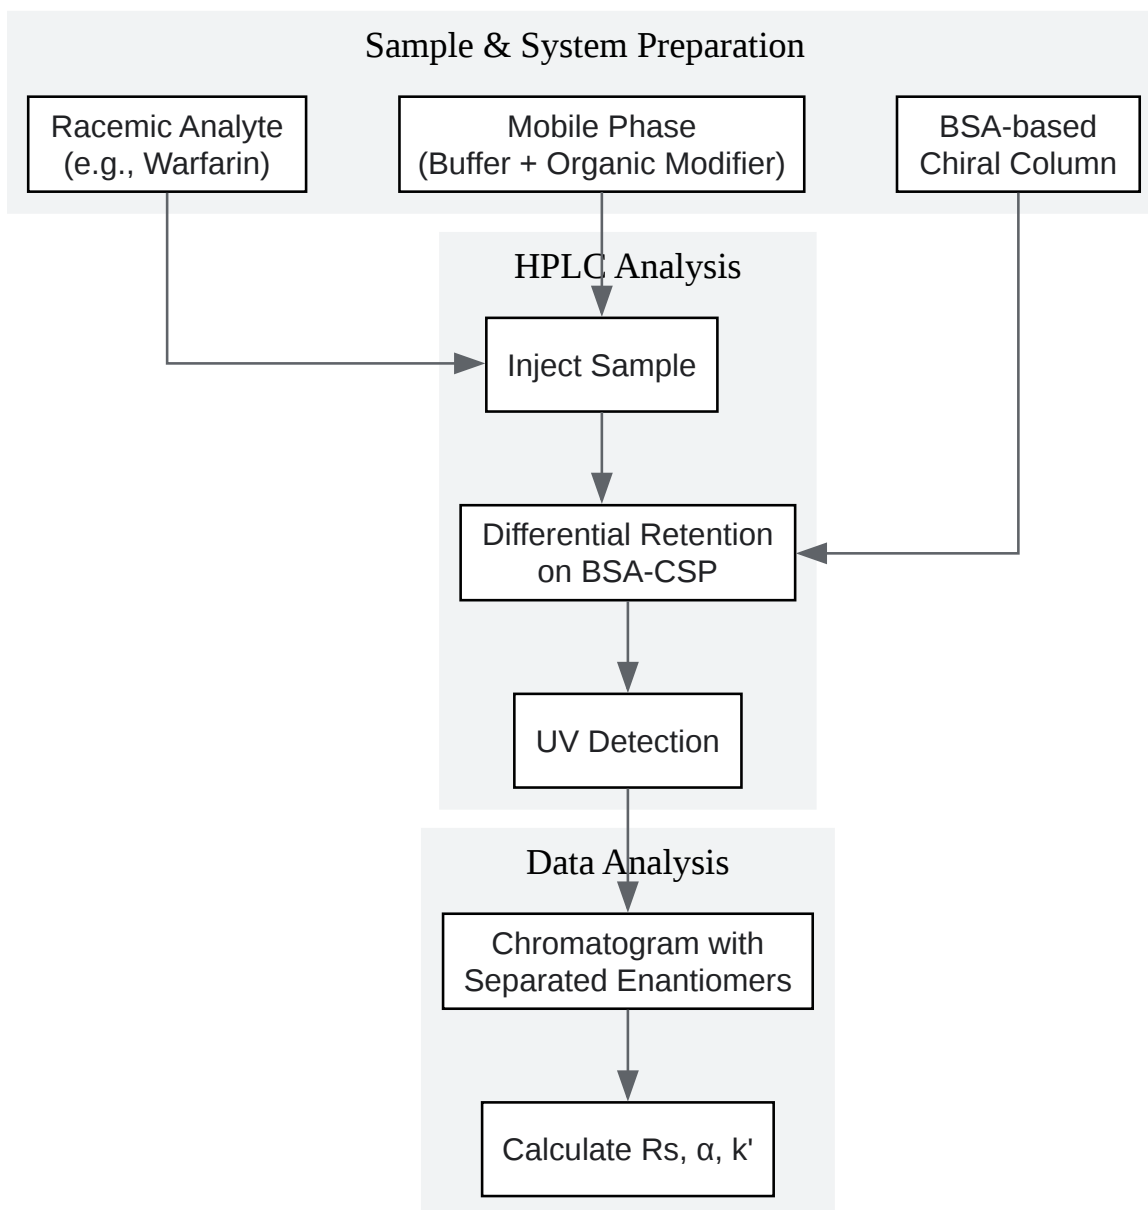 Sample & System Preparation
Racemic Analyte
(e.g., Warfarin)
Mobile Phase
(Buffer + Organic Modifier)
BSA-based
Chiral Column
HPLC Analysis
Inject Sample
Differential Retention
on BSA-CSP
UV Detection
Data Analysis
Chromatogram with
Separated Enantiomers
Calculate Rs, α, k'